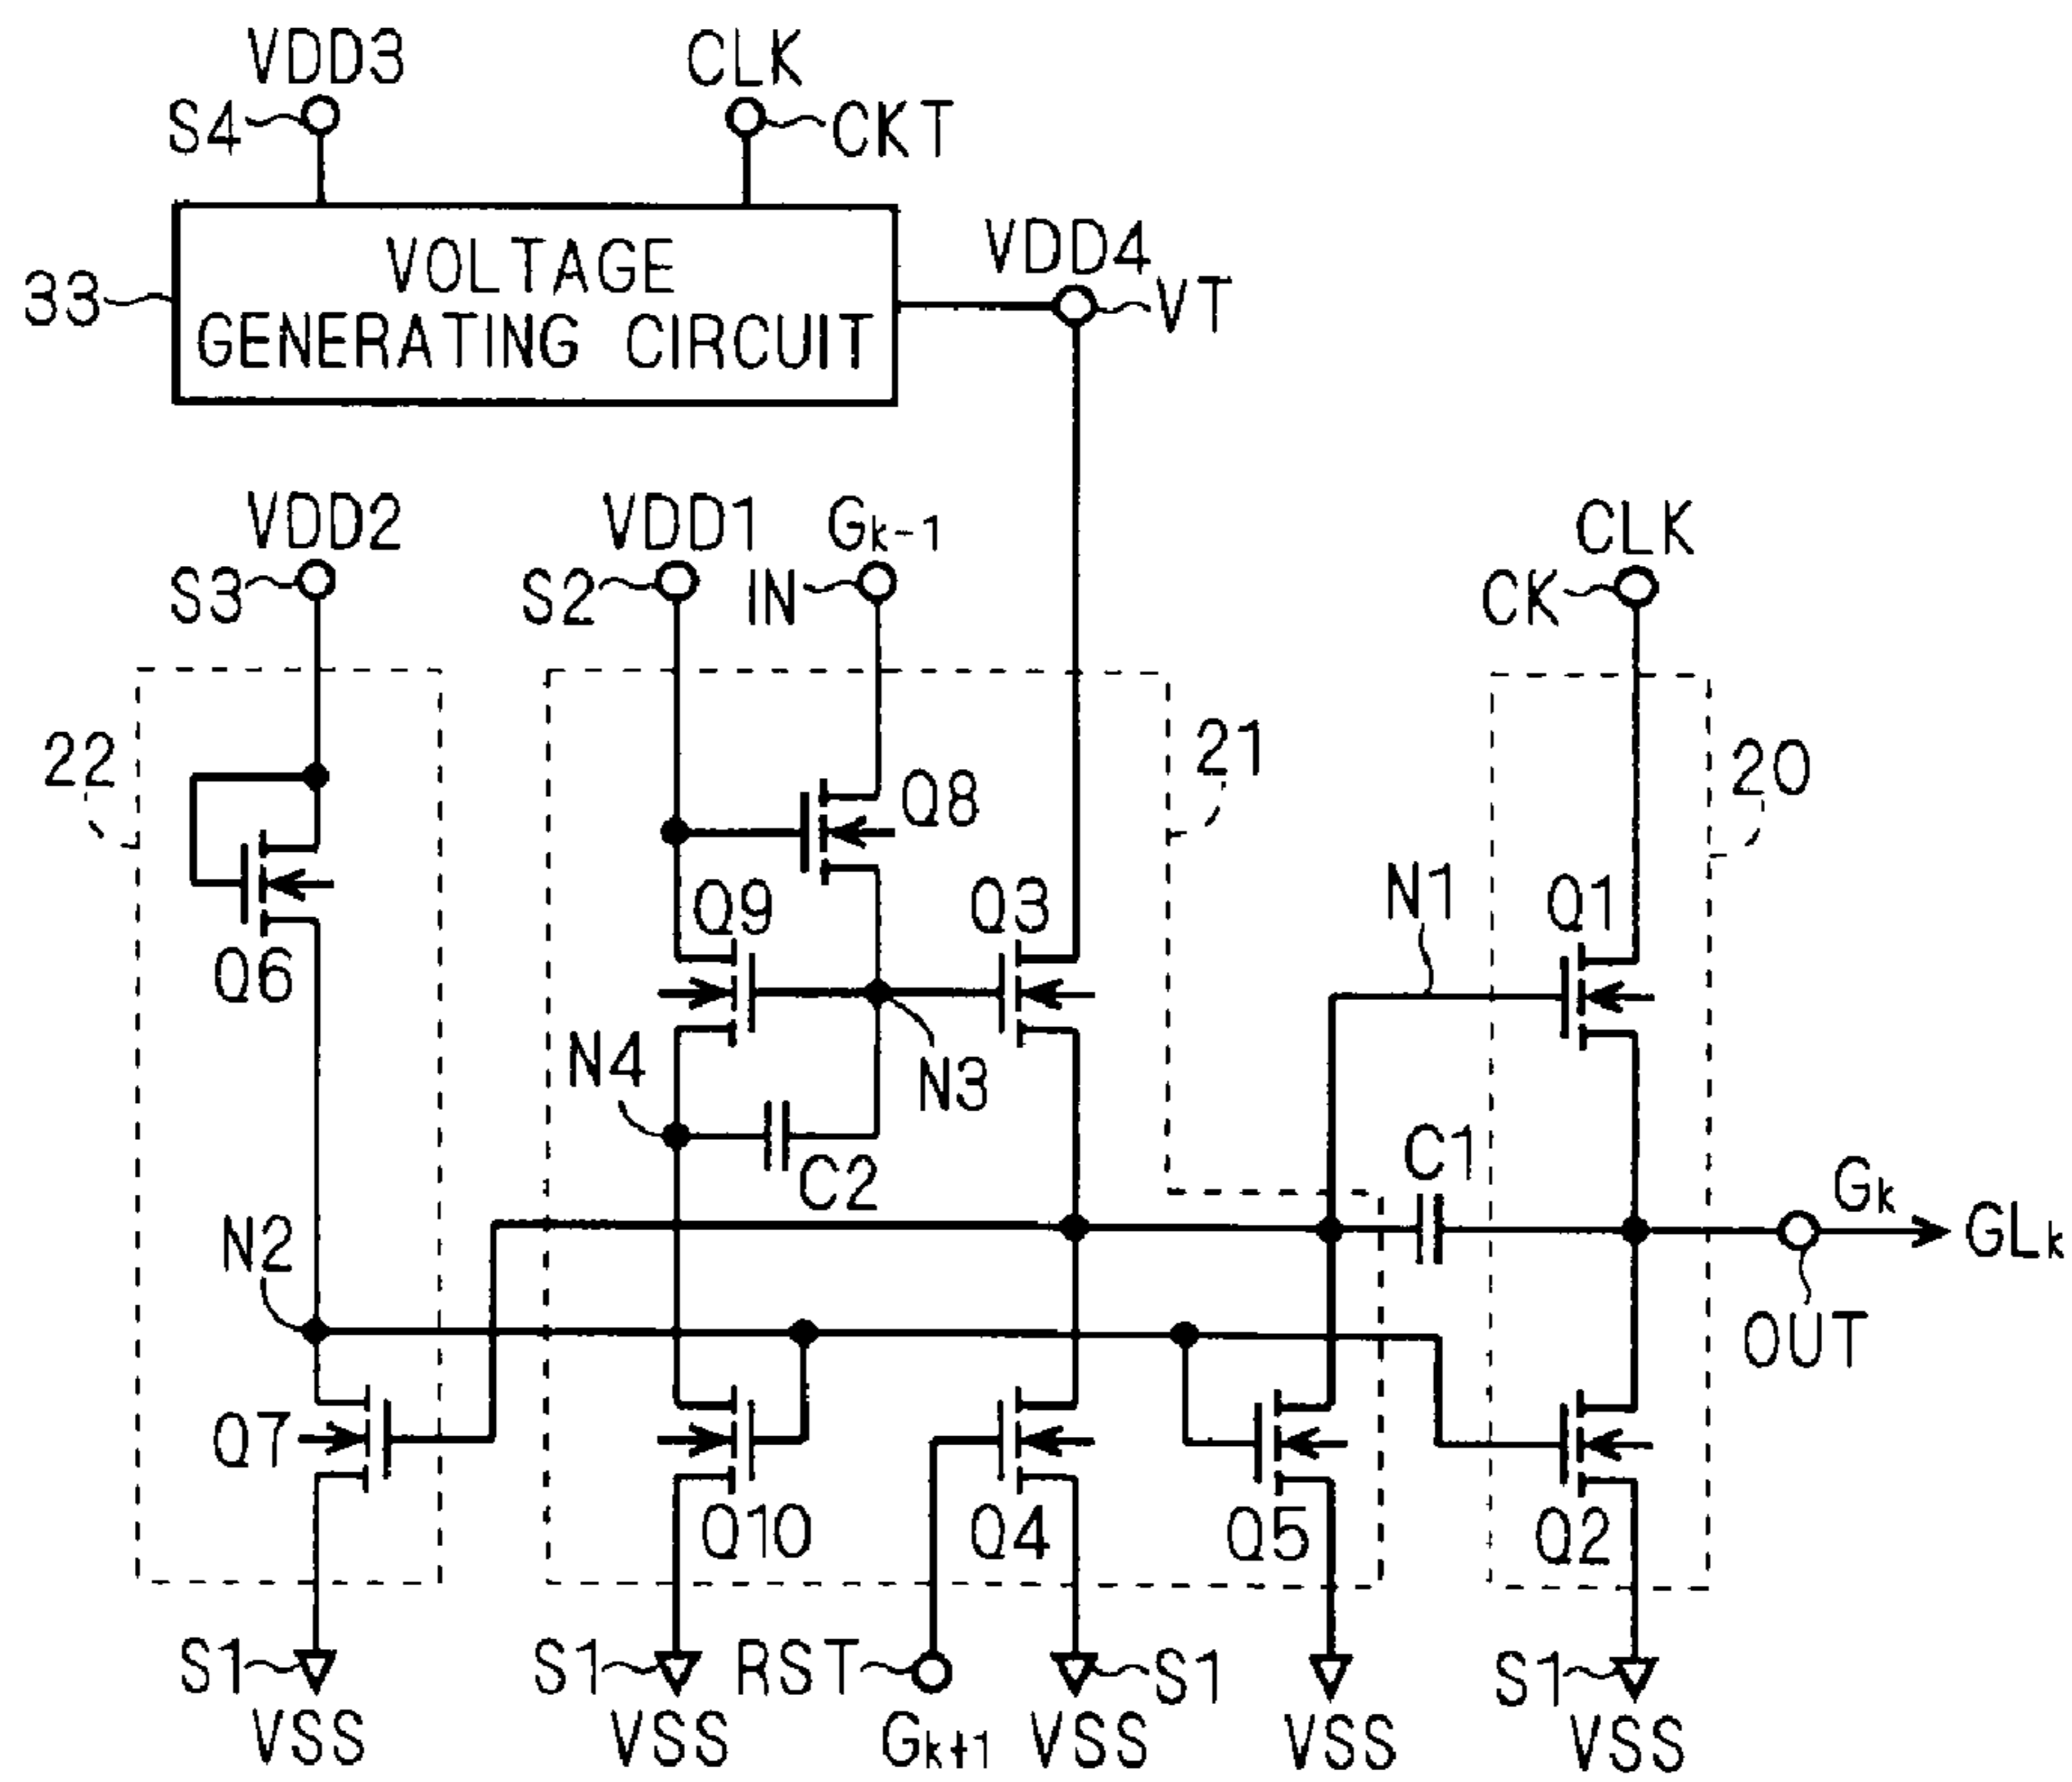 VDD3
CLK
S4
CKT
VOLTAGE
GENERATING CIRCUIT
33
VDD4
VT
VDD2
VDD1
Gk-1
CLK
S3
S2
IN
CK
22
21
20
Q8
Q9
Q3
N1
Q1
Q6
N4
N3
C2
C1
Gk
GLk
N2
OUT
Q7
Q10
Q4
Q5
Q2
S1
S1
RST
S1
S1
VSS
VSS
Gk+1
VSS
VSS
VSS